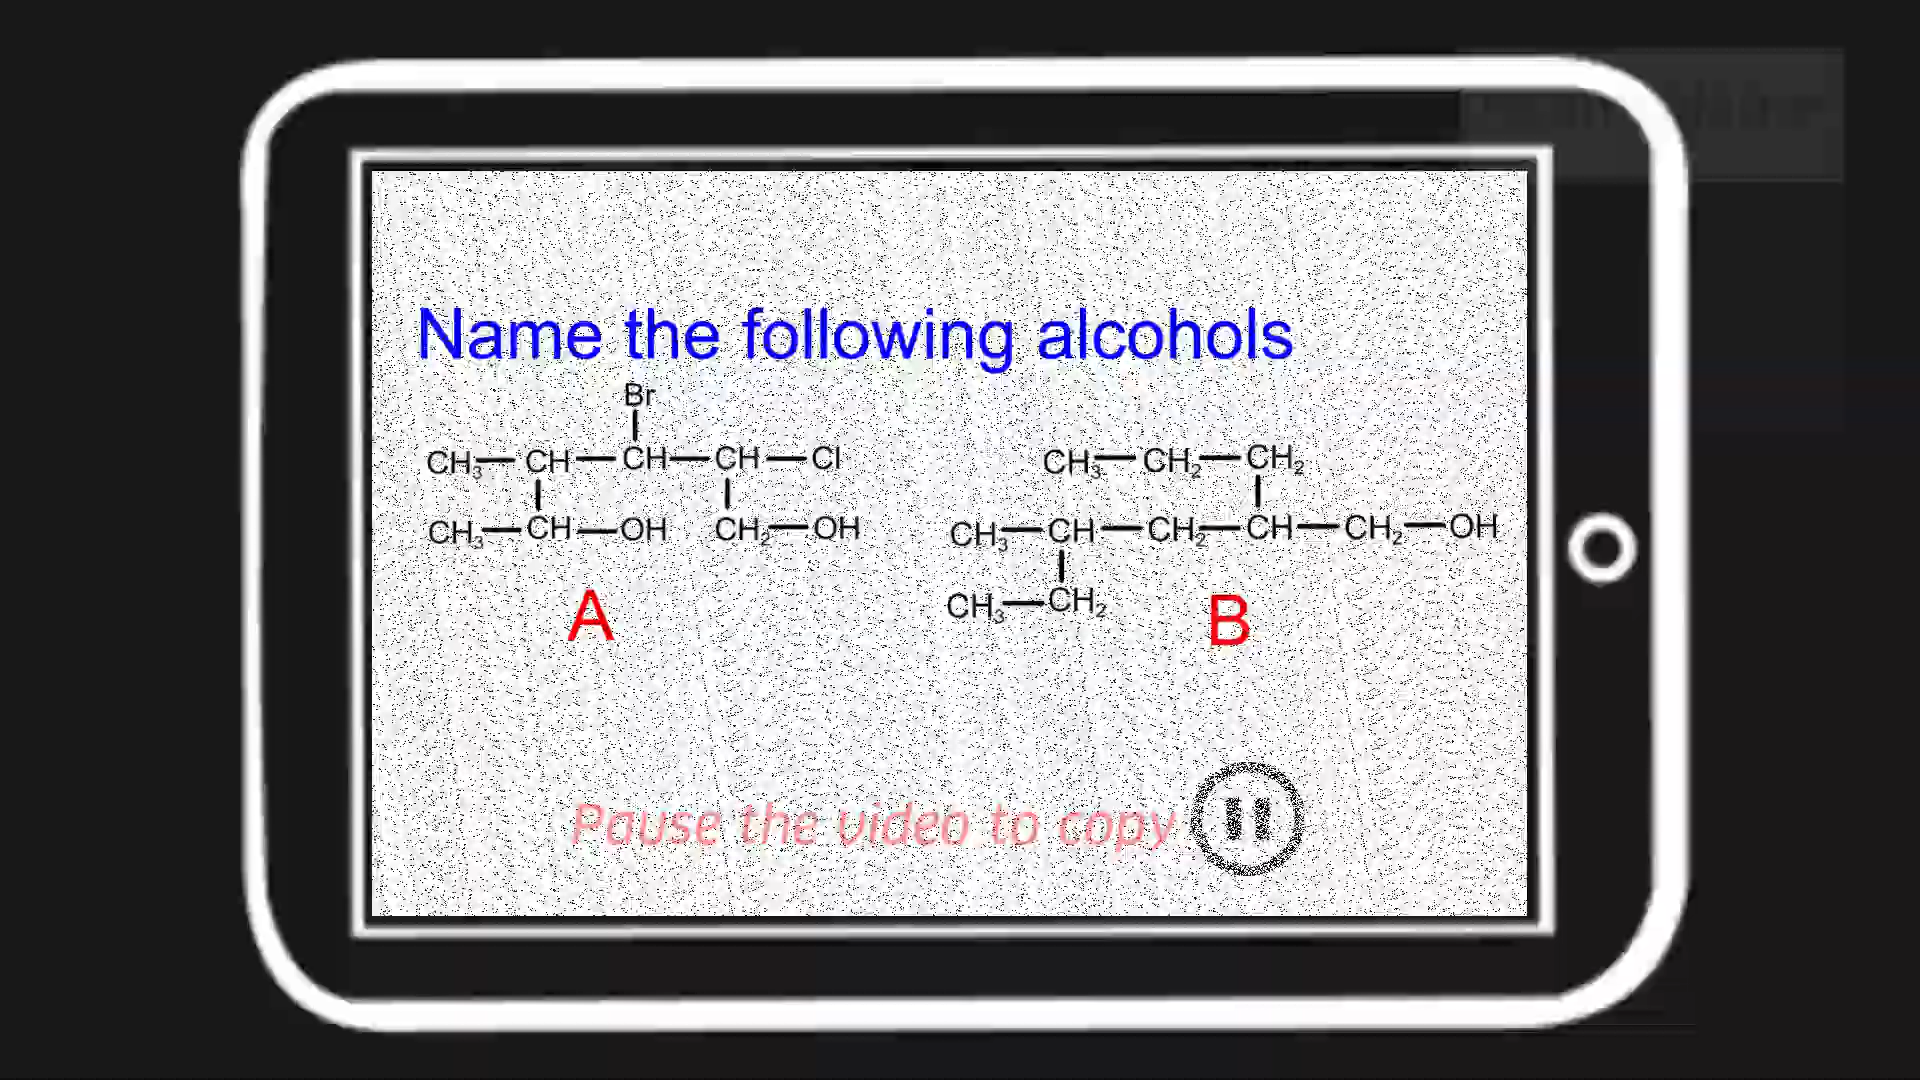 Name the following alcohols
Br
CH₃—CH—CH—CH—Cl
CH₃—CH—OH CH₂—OH
A
CH₃—CH₂—CH₂
CH₃—CH—CH₂—CH—CH₂—OH
CH₃—CH₂
B
Pause the video to copy